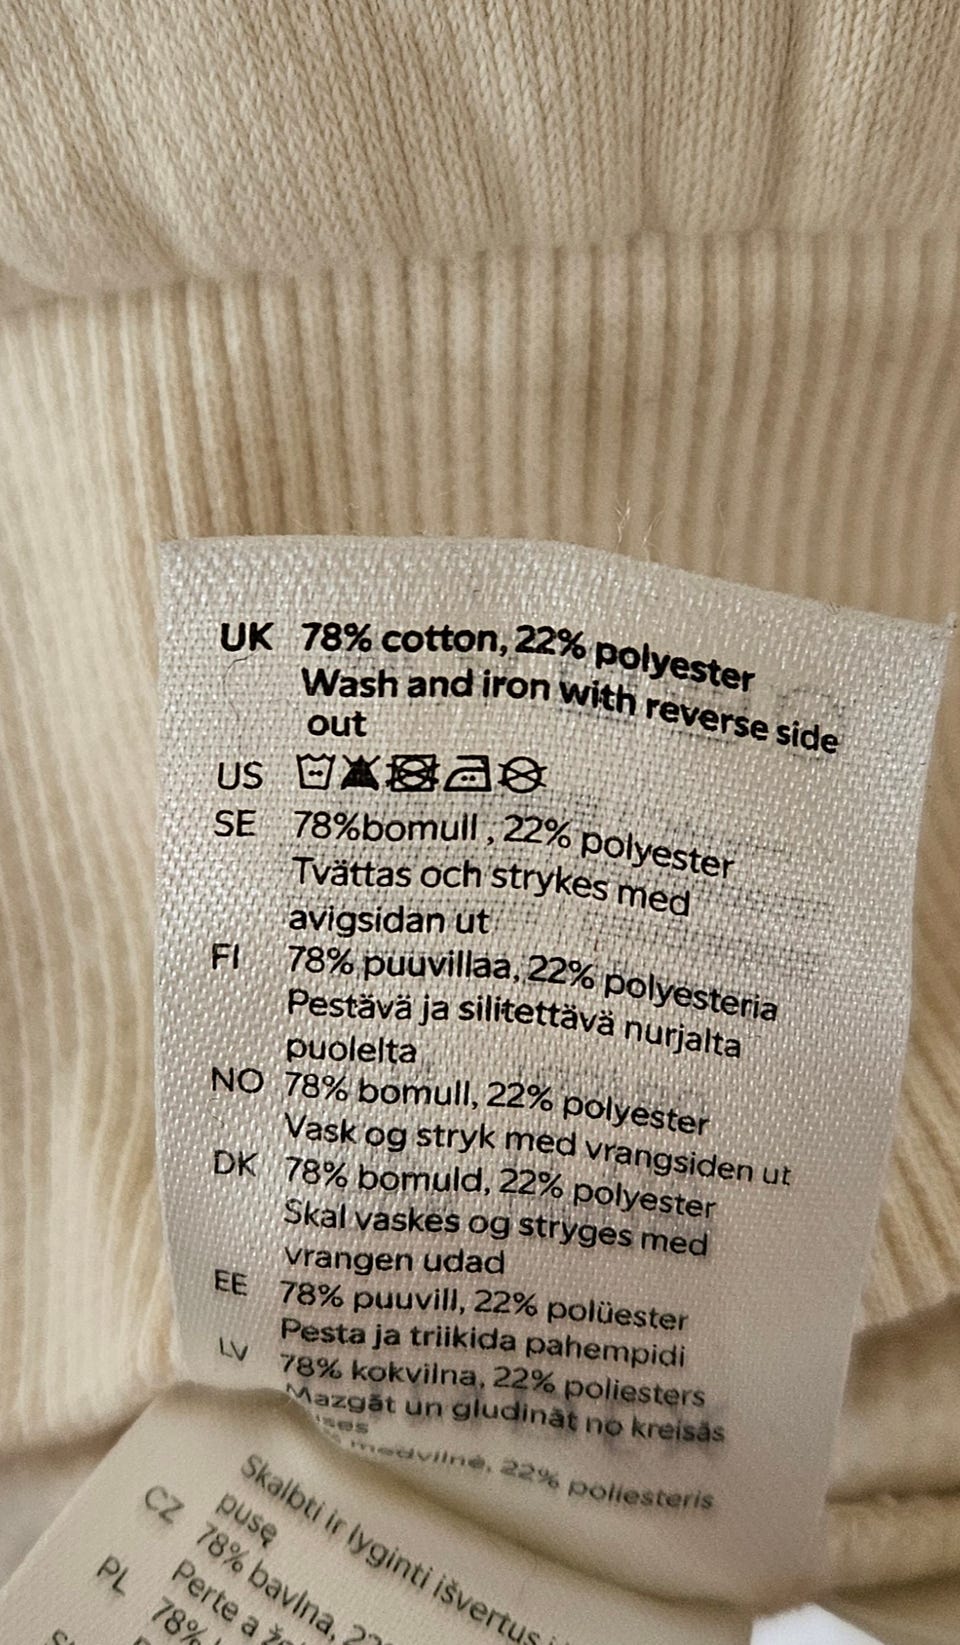 UK 78% cotton, 22% polyester
Wash and iron with reverse side
out
US
SE 78%bomull , 22% polyester
Tvättas och strykes med
avigsidan ut
FI 78% puuvillaa, 22% polyesteria
Pestävä ja silitettävä nurjalta
puolelta
NO 78% bomull, 22% polyester
Vask og stryk med vrangsiden ut
DK 78% bomuld, 22% polyester
Skal vaskes og stryges med
vrangen udad
EE 78% puuvill, 22% polüester
Pesta ja triikida pahempidi
LV 78% kokvilna, 22% poliesters
Mazgāt un gludināt no kreisās
medvilnė, 22% poliesteris
Skalbti ir lyginti išvertus
pusę
CZ 78% bavlna,
Perte a
PL 78%